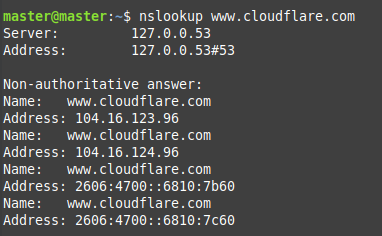 master@master:~$ nslookup www.cloudflare.com
Server:         127.0.0.53
Address:        127.0.0.53#53

Non-authoritative answer:
Name:   www.cloudflare.com
Address: 104.16.123.96
Name:   www.cloudflare.com
Address: 104.16.124.96
Name:   www.cloudflare.com
Address: 2606:4700::6810:7b60
Name:   www.cloudflare.com
Address: 2606:4700::6810:7c60